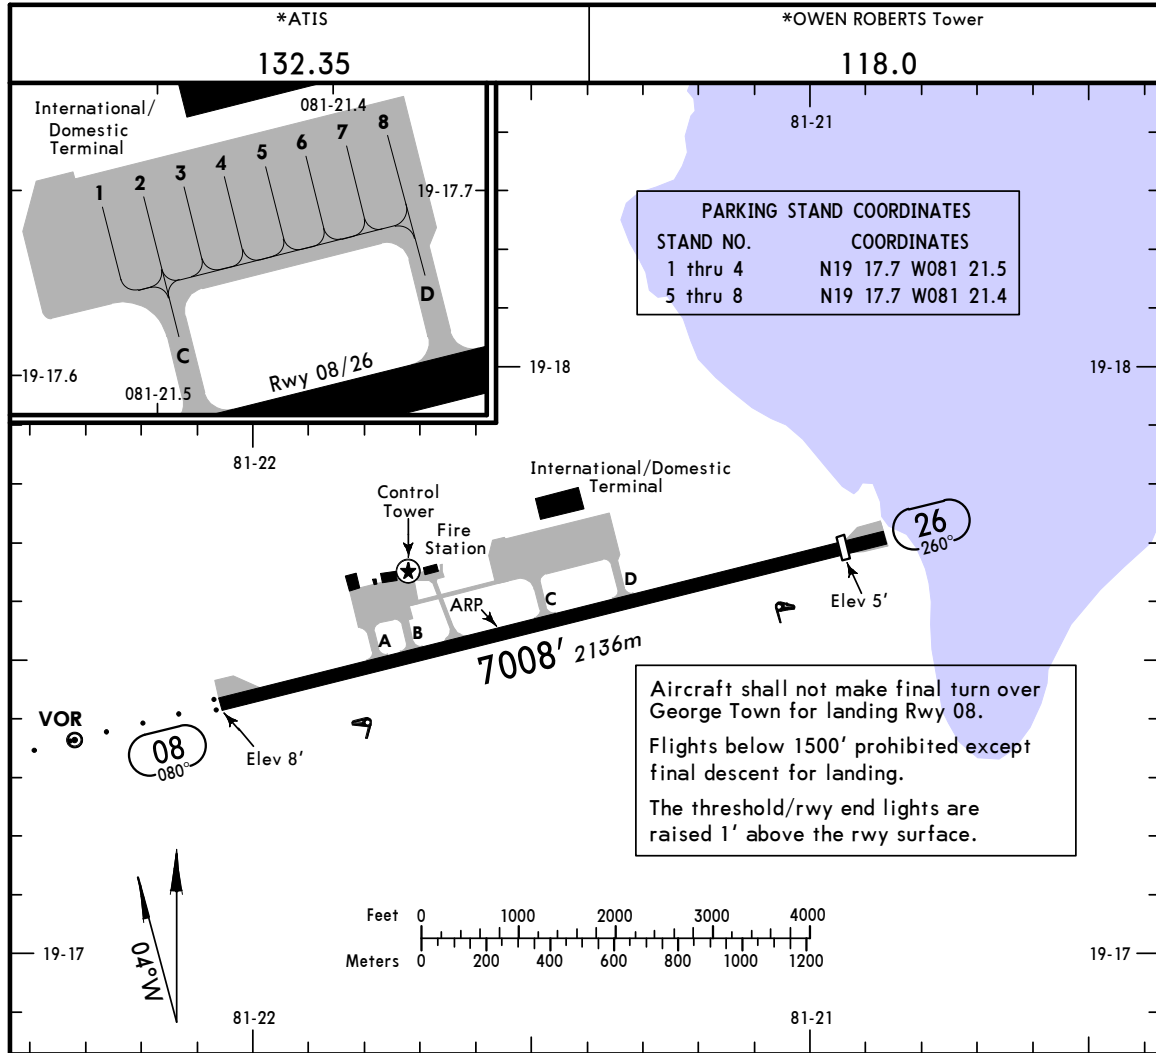 *ATIS
132.35
*OWEN ROBERTS Tower
118.0
International/
Domestic
Terminal
081-21.4
1
2
3
4
5
6
7
8
19-17.7
D
C
19-17.6
081-21.5
Rwy 08/26
81-21
PARKING STAND COORDINATES
STAND NO. COORDINATES
1 thru 4 N19 17.7 W081 21.5
5 thru 8 N19 17.7 W081 21.4
19-18
19-18
81-22
International/Domestic
Terminal
Control
Tower
Fire
Station
26
260°
ARP
A
B
C
D
Elev 5'
7008' 2136m
VOR
08
080°
Elev 8'
Aircraft shall not make final turn over
George Town for landing Rwy 08.
Flights below 1500' prohibited except
final descent for landing.
The threshold/rwy end lights are
raised 1' above the rwy surface.
04°W
Feet 0 1000 2000 3000 4000
Meters 0 200 400 600 800 1000 1200
19-17
19-17
81-22
81-21